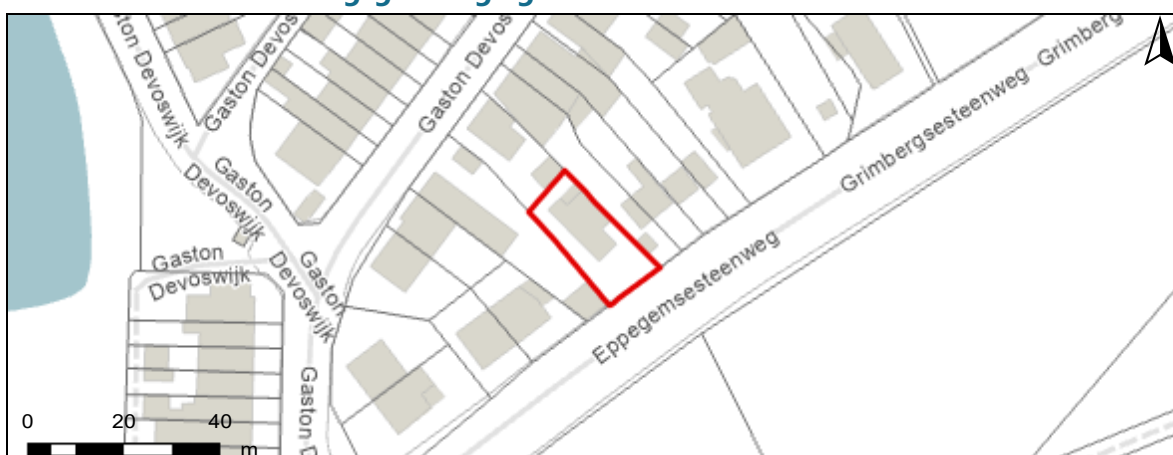 Gaston Devoswijk
Gaston Devos
Gaston Devos
Grimberg
Grimbergsesteenweg
Gaston
Devoswijk
Gaston
Devoswijk
Gaston
Devoswijk
Eppegemsesteenweg
Gaston D
0 20 40
m